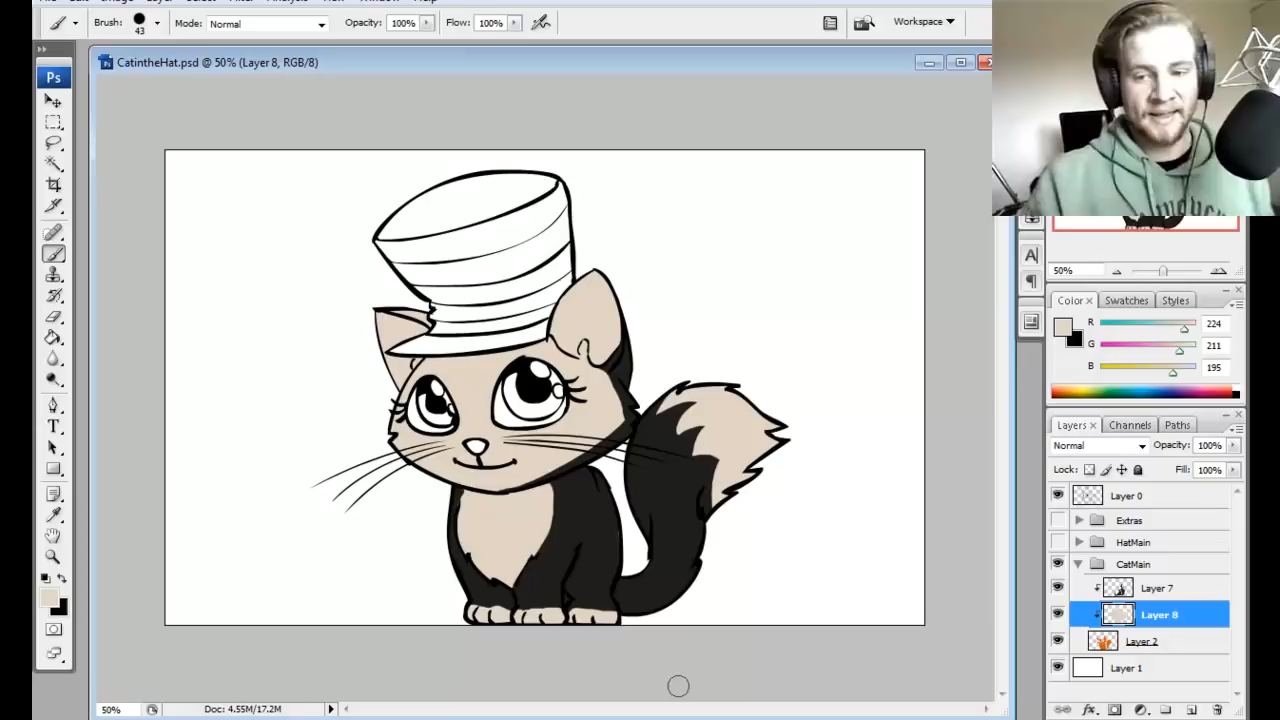 Brush: 43 Mode: Normal Opacity: 100% Flow: 100% Workspace
CatintheHat.psd @ 50% (Layer 8, RGB/8)
Ps
50%
Color Swatches Styles
R 224
G 211
B 195
Layers Channels Paths
Normal Opacity: 100%
Lock: Fill: 100%
Layer 0
Extras
HatMain
CatMain
Layer 7
Layer 8
Layer 2
Layer 1
50% Doc: 4.55M/17.2M